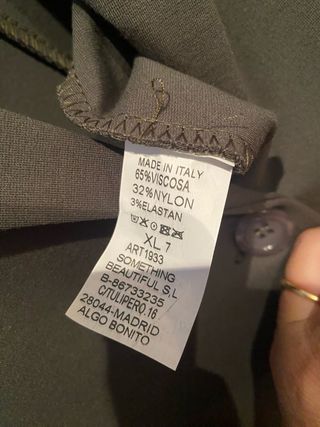 MADE IN ITALY
65%VISCOSA
32%NYLON
3%ELASTAN
XL 7
ART1933
SOMETHING
BEAUTIFUL S,L
B-86733235
C/TULIPERO,16
28044-MADRID
ALGO BONITO